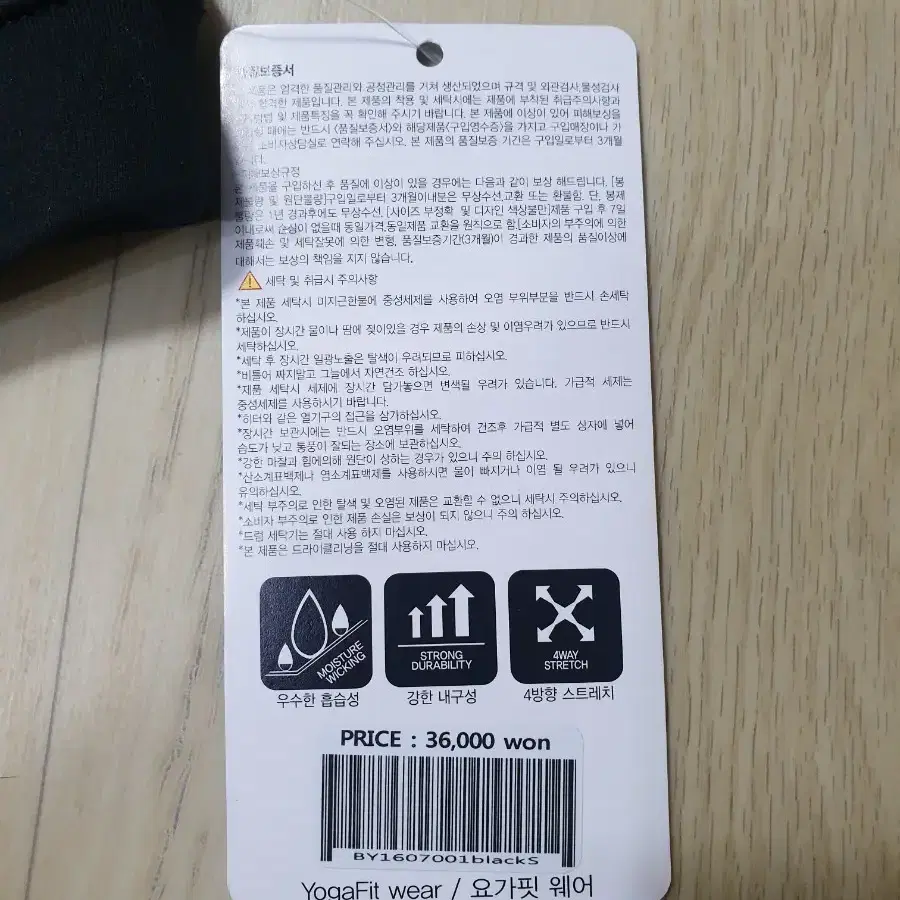 품질보증서
제품은 엄격한 품질관리와 공정관리를 거쳐 생산되었으며 규격 및 외관검사,물성검사
합격한 제품입니다. 본 제품의 착용 및 세탁시에는 제품에 부착된 취급주의사항과
방법 및 제품특징을 꼭 확인해 주시기 바랍니다. 본 제품에 이상이 있어 피해보상을
때에는 반드시 (품질보증서)와 해당제품(구입영수증)을 가지고 구입매장이나 가
소비자상담실로 연락해 주십시오. 본 제품의 품질보증 기간은 구입일로부터 3개월
니다.
피해보상규정
본 제품을 구입하신 후 품질에 이상이 있을 경우에는 다음과 같이 보상 해드립니다. [봉
제불량 및 원단불량]구입일로부터 3개월이내분은 무상수선,교환 또는 환불함. 단, 봉제
불량은 1년 경과후에도 무상수선, [사이즈 부정확 및 디자인 색상불만]제품 구입 후 7일
이내로써 손상이 없을때 동일가격,동일제품 교환을 원칙으로 함,[소비자의 부주의에 의한
제품훼손 및 세탁잘못에 의한 변형, 품질보증기간(3개월)이 경과한 제품의 품질이상에
대해서는 보상의 책임을 지지 않습니다.
세탁 및 취급시 주의사항
*본 제품 세탁시 미지근한물에 중성세제를 사용하여 오염 부위부분을 반드시 손세탁
하십시오.
*제품이 장시간 물이나 땀에 젖어있을 경우 제품의 손상 및 이염우려가 있으므로 반드시
세탁하십시오.
*세탁 후 장시간 일광노출은 탈색이 우려되므로 피하십시오.
*비틀어 짜지말고 그늘에서 자연건조 하십시오.
*제품 세탁시 세제에 장시간 담가놓으면 변색될 우려가 있습니다. 가급적 세제는
중성세제를 사용하시기 바랍니다.
*히터와 같은 열기구의 접근을 삼가하십시오.
*장시간 보관시에는 반드시 오염부위를 세탁하여 건조후 가급적 별도 상자에 넣어
습도가 낮고 통풍이 잘되는 장소에 보관하십시오.
*강한 마찰과 힘에의해 원단이 상하는 경우가 있으니 주의 하십시오.
*산소계표백제나 염소계표백제를 사용하시면 물이 빠지거나 이염 될 우려가 있으니
유의하십시오.
*세탁 부주의로 인한 탈색 및 오염된 제품은 교환할 수 없으니 세탁시 주의하십시오.
*소비자 부주의로 인한 제품 손실은 보상이 되지 않으니 주의 하십시오.
*드럼 세탁기는 절대 사용 하지 마십시오.
*본 제품은 드라이클리닝을 절대 사용하지 마십시오.
MOISTURE
WICKING
STRONG
DURABILITY
4WAY
STRETCH
우수한 흡습성
강한 내구성
4방향 스트레치
PRICE : 36,000 won
BY1607001blackS
YogaFit wear / 요가핏 웨어